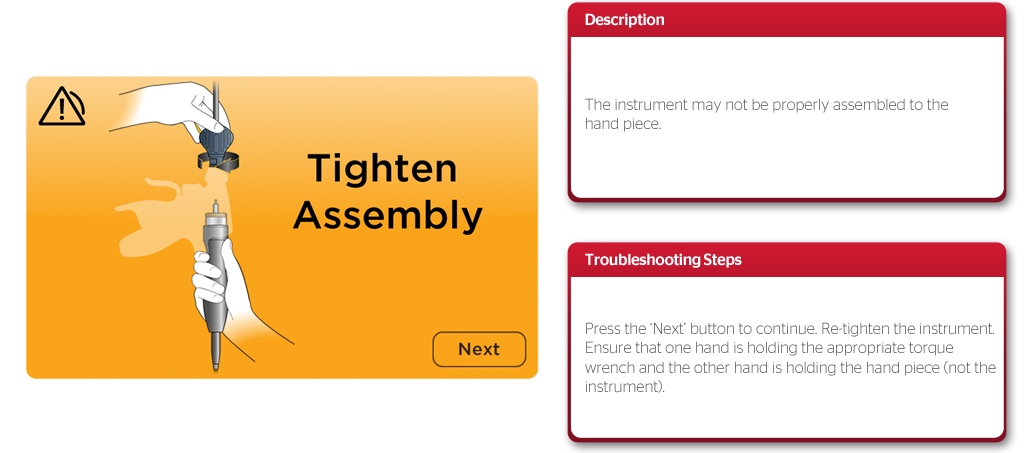 Tighten
Assembly
Next
Description
The instrument may not be properly assembled to the
hand piece.
Troubleshooting Steps
Press the ‘Next’ button to continue. Re-tighten the instrument.
Ensure that one hand is holding the appropriate torque
wrench and the other hand is holding the hand piece (not the
instrument).